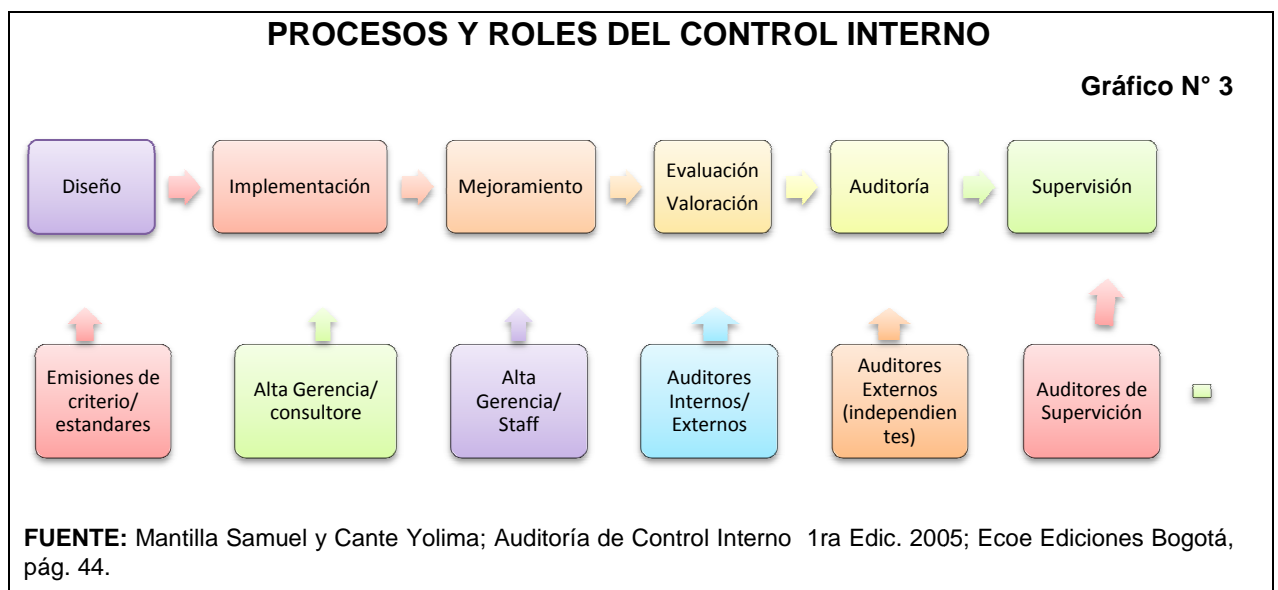 PROCESOS Y ROLES DEL CONTROL INTERNO
Gráfico N° 3
Diseño
Implementación
Mejoramiento
Evaluación
Valoración
Auditoría
Supervisión
Emisiones de
criterio/
estandares
Alta Gerencia/
consultore
Alta
Gerencia/
Staff
Auditores
Internos/
Externos
Auditores
Externos
(independien
tes)
Auditores de
Supervición
FUENTE: Mantilla Samuel y Cante Yolima; Auditoría de Control Interno 1ra Edic. 2005; Ecoe Ediciones Bogotá,
pág. 44.